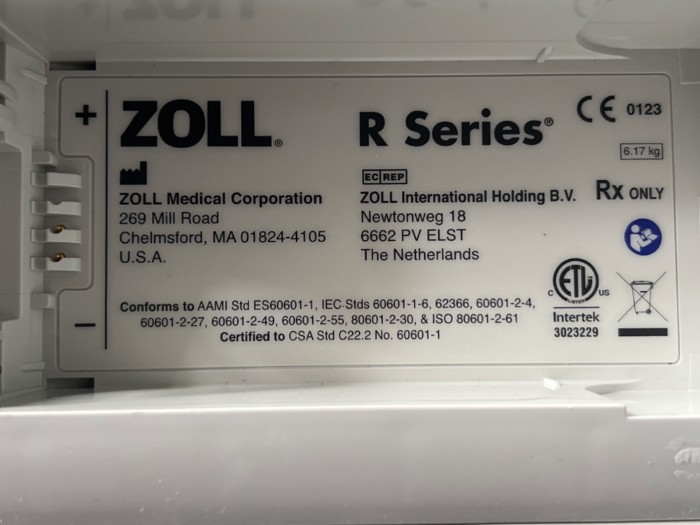 +
ZOLL®
R Series®
CE 0123
6.17 kg
ZOLL Medical Corporation
269 Mill Road
Chelmsford, MA 01824-4105
U.S.A.
EC REP
ZOLL International Holding B.V.
Newtonweg 18
6662 PV ELST
The Netherlands
Rx ONLY
Conforms to AAMI Std ES60601-1, IEC Stds 60601-1-6, 62366, 60601-2-4,
60601-2-27, 60601-2-49, 60601-2-55, 80601-2-30, & ISO 80601-2-61
Certified to CSA Std C22.2 No. 60601-1
C ETL US
LISTED
Intertek
3023229
–